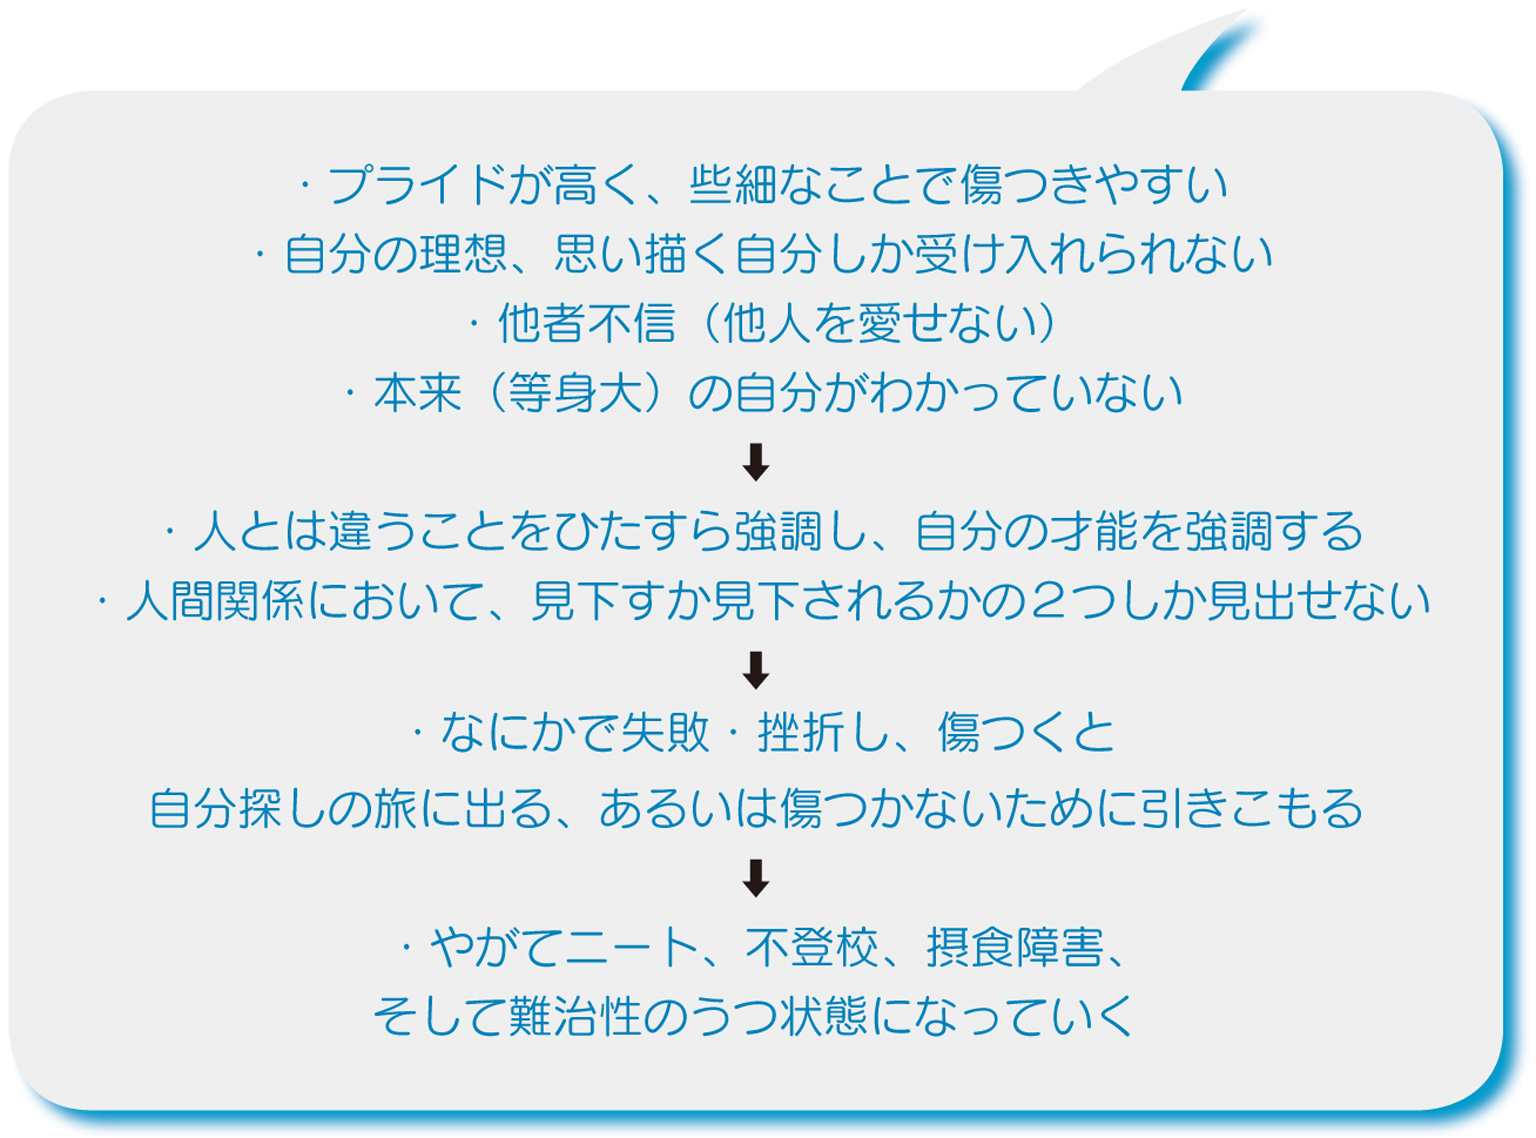 ・プライドが高く、些細なことで傷つきやすい
・自分の理想、思い描く自分しか受け入れられない
・他者不信（他人を愛せない）
・本来（等身大）の自分がわかっていない
⬇
・人とは違うことをひたすら強調し、自分の才能を強調する
・人間関係において、見下すか見下されるかの２つしか見出せない
⬇
・なにかで失敗・挫折し、傷つくと
自分探しの旅に出る、あるいは傷つかないために引きこもる
⬇
・やがてニート、不登校、摂食障害、
そして難治性のうつ状態になっていく